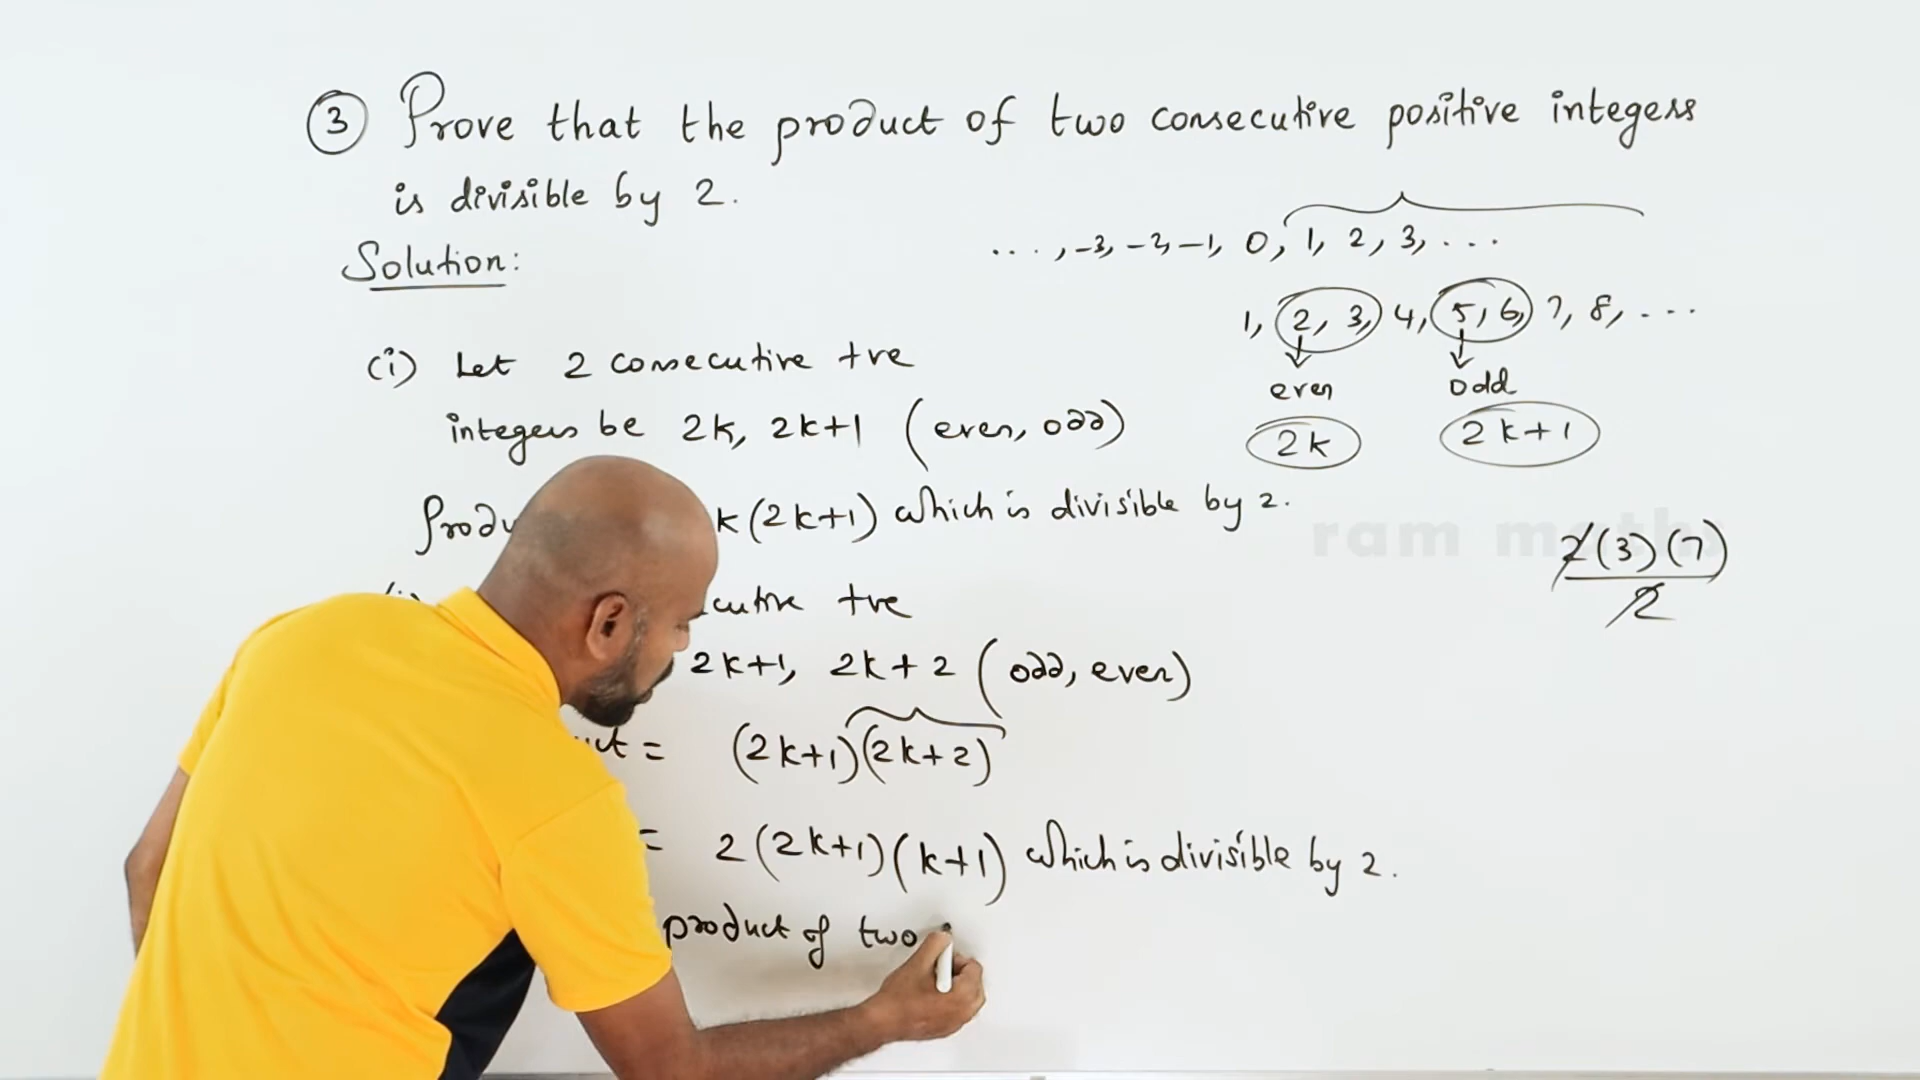 ③ Prove that the product of two consecutive positive integers
is divisible by 2.
Solution:
..., -3, -2, -1, 0, 1, 2, 3, ...
1, 2, 3, 4, 5, 6, 7, 8, ...
even odd
2k 2k+1
(i) Let 2 consecutive +ve
integers be 2k, 2k+1 (even, odd)
k(2k+1) which is divisible by 2.
ram maths
2(3)(7)
2
+ve
2k+1, 2k+2 (odd, even)
= (2k+1)(2k+2)
= 2(2k+1)(k+1) which is divisible by 2.
product of two